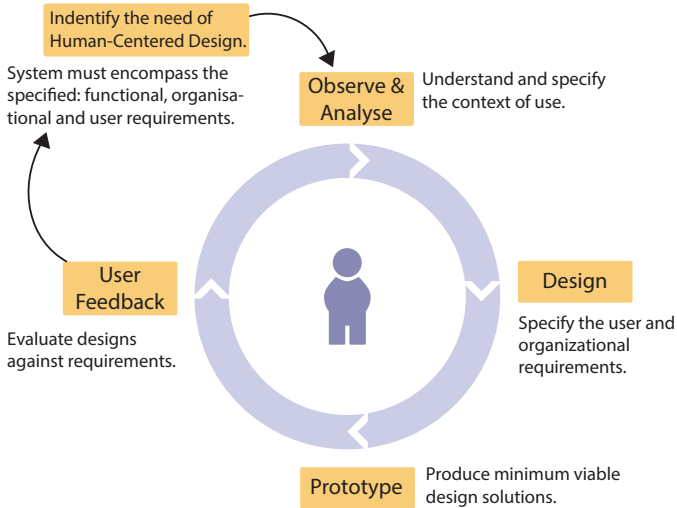 Indentify the need of
Human-Centered Design.
System must encompass the
specified: functional, organisa-
tional and user requirements.
Observe &
Analyse
Understand and specify
the context of use.
Design
Specify the user and
organizational
requirements.
Prototype
Produce minimum viable
design solutions.
User
Feedback
Evaluate designs
against requirements.